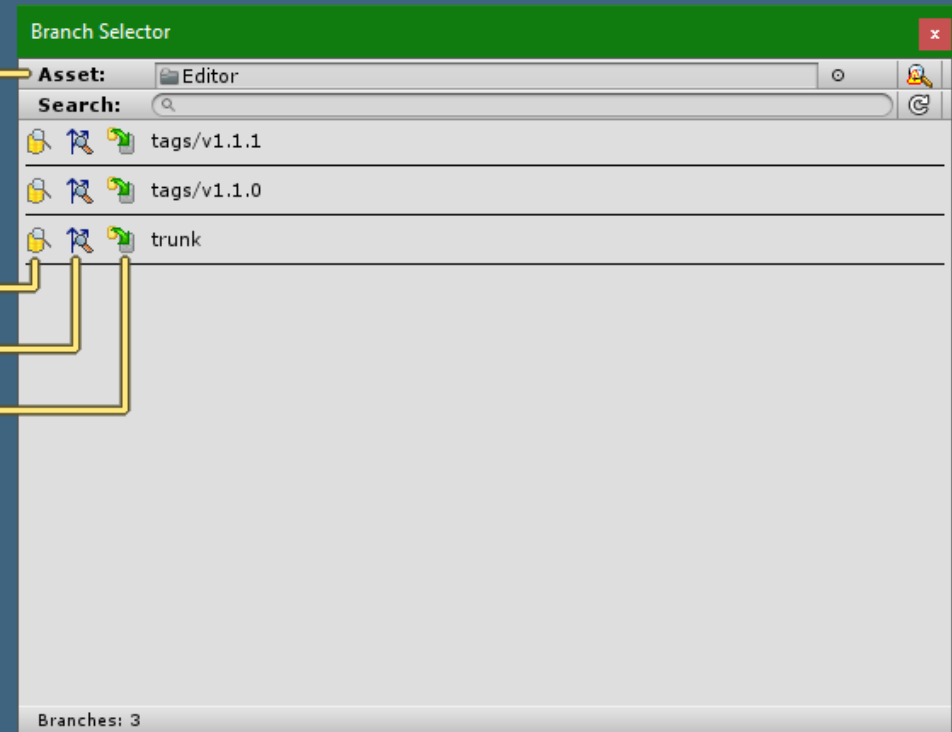 Branch Selector
x
Asset: Editor
Search:
tags/v1.1.1
tags/v1.1.0
trunk
Branches: 3